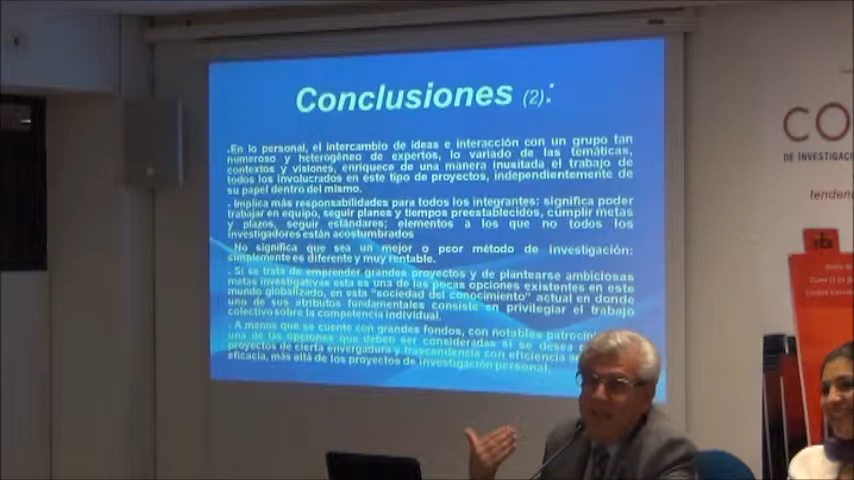 Conclusiones (2):
.En lo personal, el intercambio de ideas e interacción con un grupo tan
numeroso y heterogéneo de expertos, lo variado de las temáticas,
contextos y visiones, enriquece de una manera inusitada el trabajo de
todos los involucrados en este tipo de proyectos, independientemente de
su papel dentro del mismo.
. Implica más responsabilidades para todos los integrantes: significa poder
trabajar en equipo, seguir planes y tiempos preestablecidos, cumplir metas
y plazos, seguir estándares; elementos a los que no todos los
investigadores están acostumbrados
. No significa que sea un mejor o peor método de investigación:
simplemente es diferente y muy rentable.
. Si se trata de emprender grandes proyectos y de plantearse ambiciosas
metas investigativas esta es una de las pocas opciones existentes en este
mundo globalizado, en esta "sociedad del conocimiento" actual en donde
uno de sus atributos fundamentales consiste en privilegiar el trabajo
colectivo sobre la competencia individual.
. A menos que se cuente con grandes fondos, con notables patrocin
una de las opciones que deben ser consideradas si se desea
proyectos de cierta envergadura y trascendencia con eficiencia
eficacia, más allá de los proyectos de investigación personal.
CO
DE INVESTIGAC
tendenc